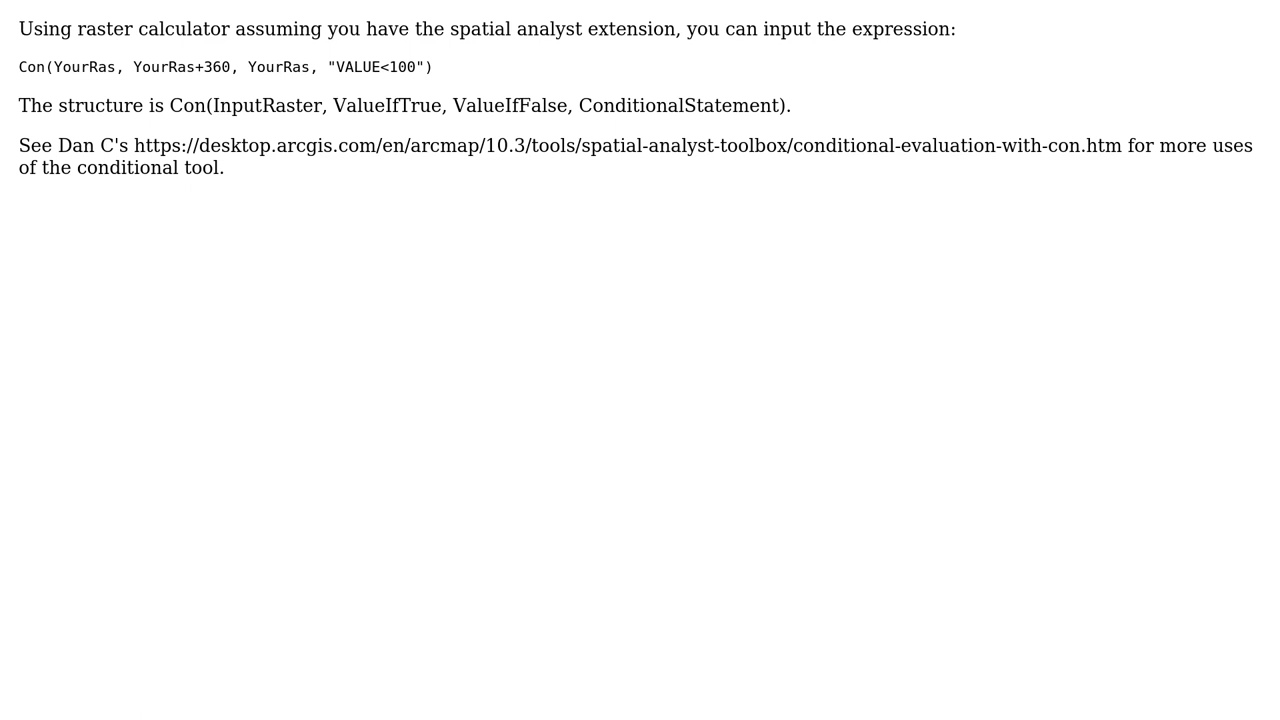 Using raster calculator assuming you have the spatial analyst extension, you can input the expression:
Con(YourRas, YourRas+360, YourRas, "VALUE<100")
The structure is Con(InputRaster, ValueIfTrue, ValueIfFalse, ConditionalStatement).
See Dan C's https://desktop.arcgis.com/en/arcmap/10.3/tools/spatial-analyst-toolbox/conditional-evaluation-with-con.htm for more uses
of the conditional tool.